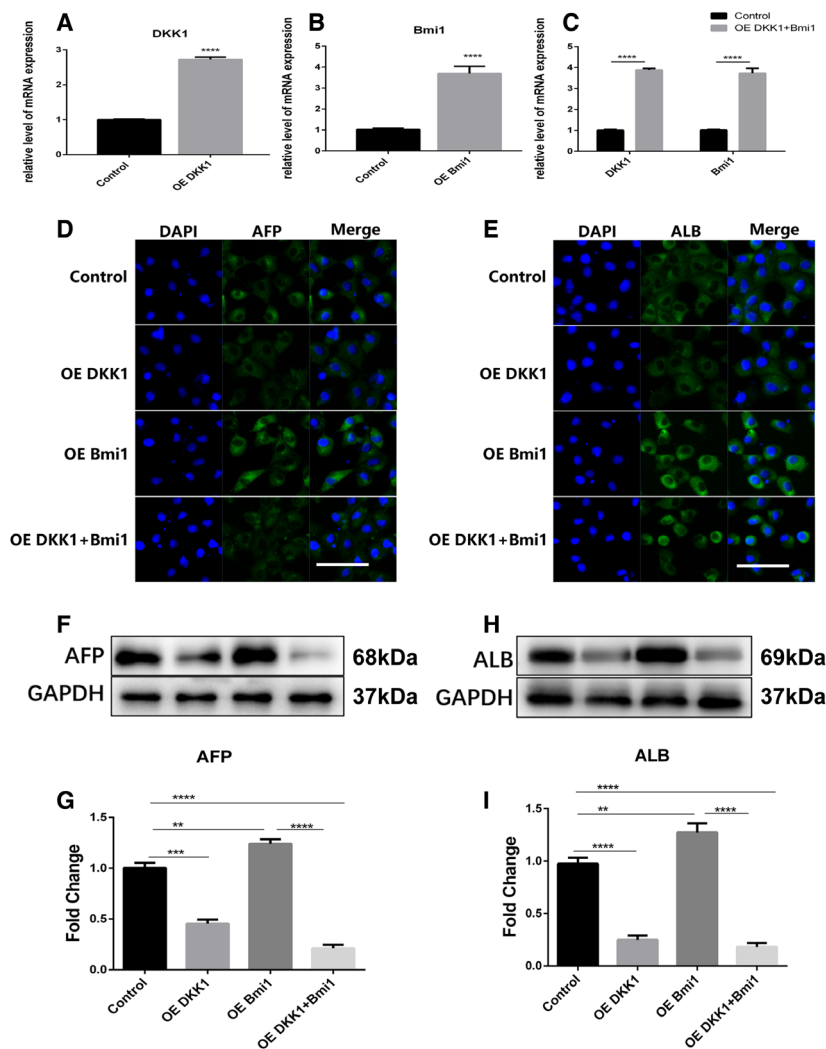 A
DKK1
relative level of mRNA expression
3
2
1
0
****
Control
OE DKK1
B
Bmi1
relative level of mRNA expression
5
4
3
2
1
0
****
Control
OE Bmi1
C
Control
OE DKK1+Bmi1
relative level of mRNA expression
5
4
3
2
1
0
****
****
DKK1
Bmi1
D
DAPI AFP Merge
Control
OE DKK1
OE Bmi1
OE DKK1+Bmi1
E
DAPI ALB Merge
Control
OE DKK1
OE Bmi1
OE DKK1+Bmi1
F
AFP 68kDa
GAPDH 37kDa
H
ALB 69kDa
GAPDH 37kDa
G
AFP
Fold Change
1.5
1.0
0.5
0.0
****
**
****
***
Control
OE DKK1
OE Bmi1
OE DKK1+Bmi1
I
ALB
Fold Change
1.5
1.0
0.5
0.0
****
**
****
****
Control
OE DKK1
OE Bmi1
OE DKK1+Bmi1